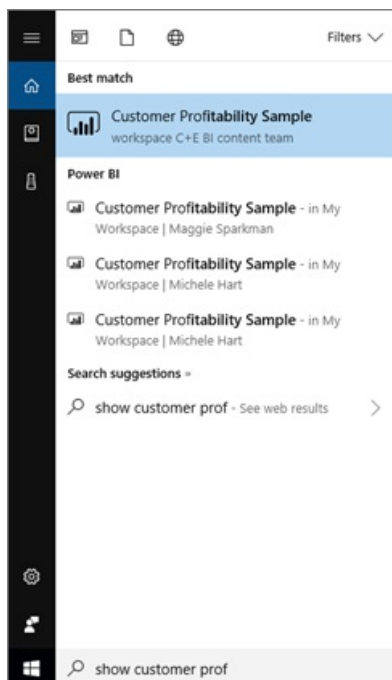 Filters
Best match
Customer Profitability Sample
workspace C+E BI content team
Power BI
Customer Profitability Sample - in My
Workspace | Maggie Sparkman
Customer Profitability Sample - in My
Workspace | Michele Hart
Customer Profitability Sample - in My
Workspace | Michele Hart
Search suggestions »
show customer prof - See web results
show customer prof